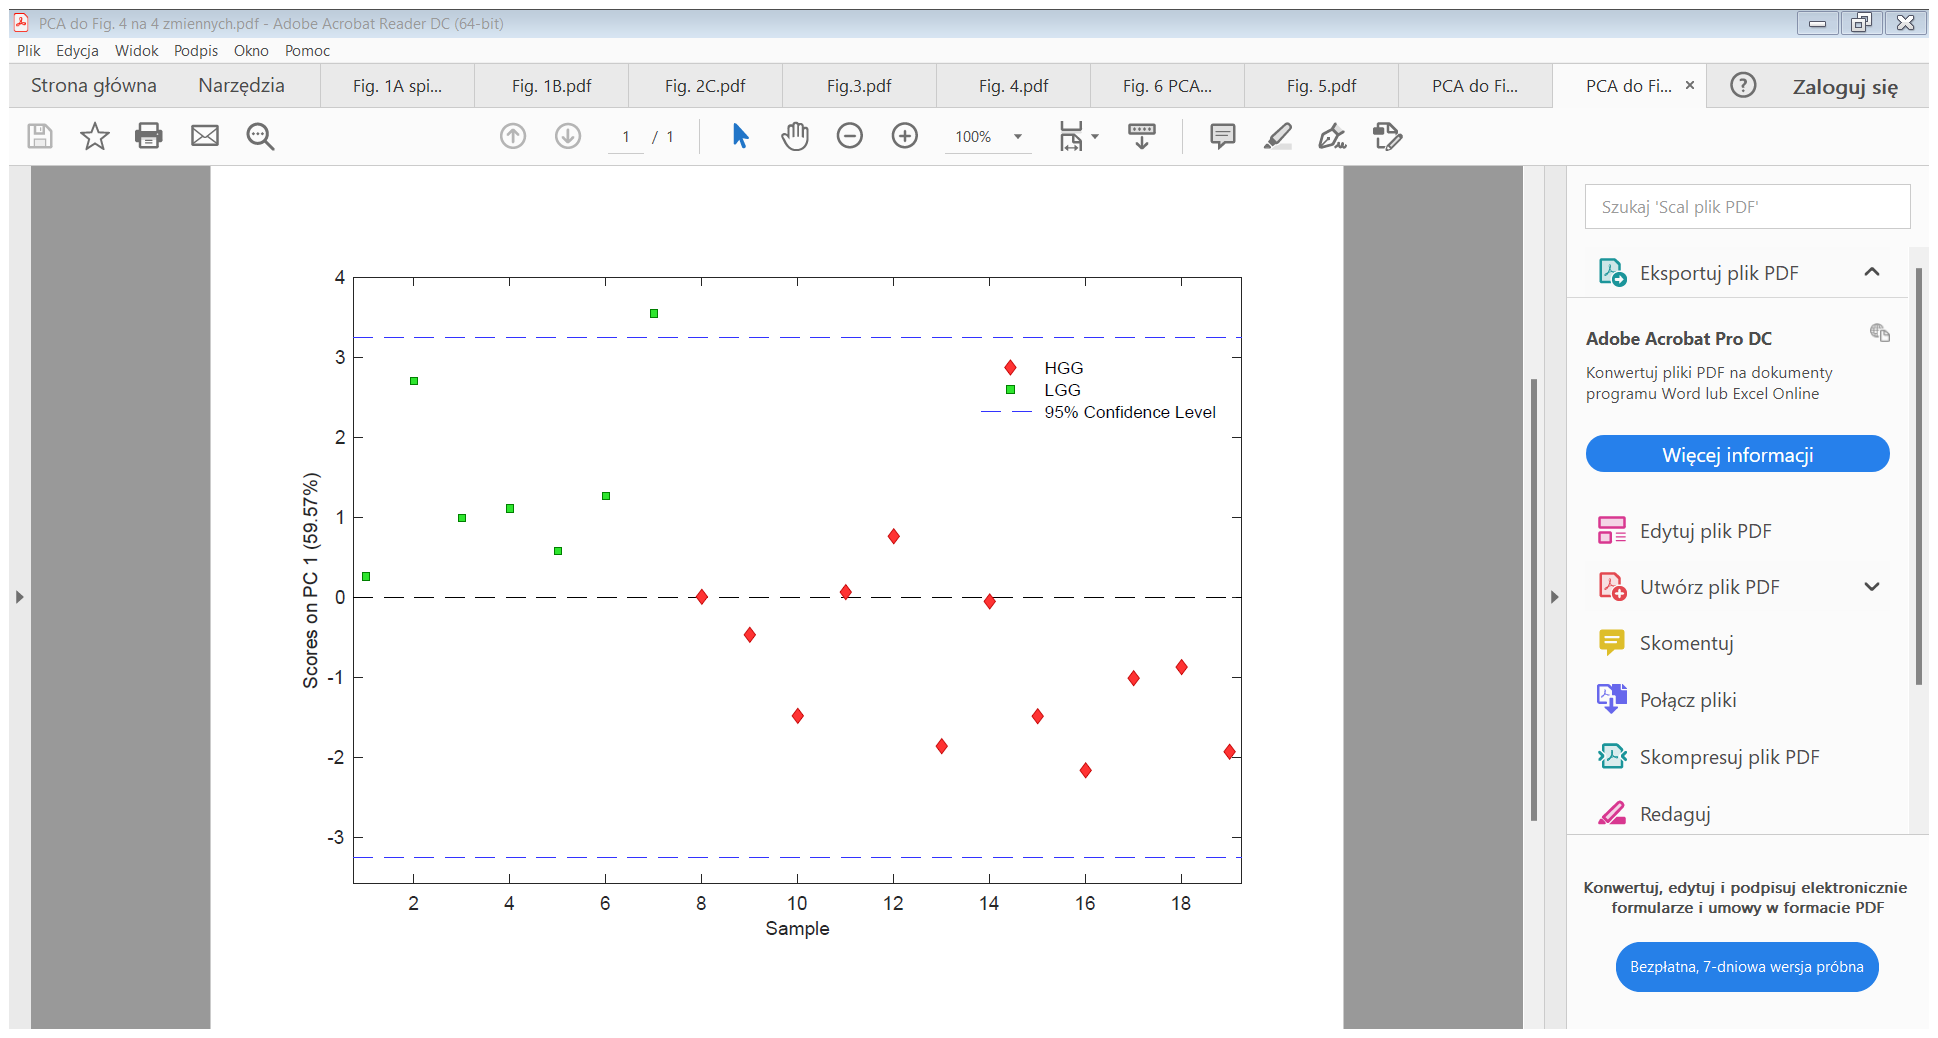 PCA do Fig. 4 na 4 zmiennych.pdf - Adobe Acrobat Reader DC (64-bit)
Plik Edycja Widok Podpis Okno Pomoc
Strona główna Narzędzia Fig. 1A spi... Fig. 1B.pdf Fig. 2C.pdf Fig.3.pdf Fig. 4.pdf Fig. 6 PCA... Fig. 5.pdf PCA do Fi... PCA do Fi... × ? Zaloguj się
1 / 1 100%
4
3
2
1
0
-1
-2
-3
Scores on PC 1 (59.57%)
HGG
LGG
95% Confidence Level
2 4 6 8 10 12 14 16 18
Sample
Szukaj 'Scal plik PDF'
Eksportuj plik PDF
Adobe Acrobat Pro DC
Konwertuj pliki PDF na dokumenty
programu Word lub Excel Online
Więcej informacji
Edytuj plik PDF
Utwórz plik PDF
Skomentuj
Połącz pliki
Skompresuj plik PDF
Redaguj
Konwertuj, edytuj i podpisuj elektronicznie
formularze i umowy w formacie PDF
Bezpłatna, 7-dniowa wersja próbna